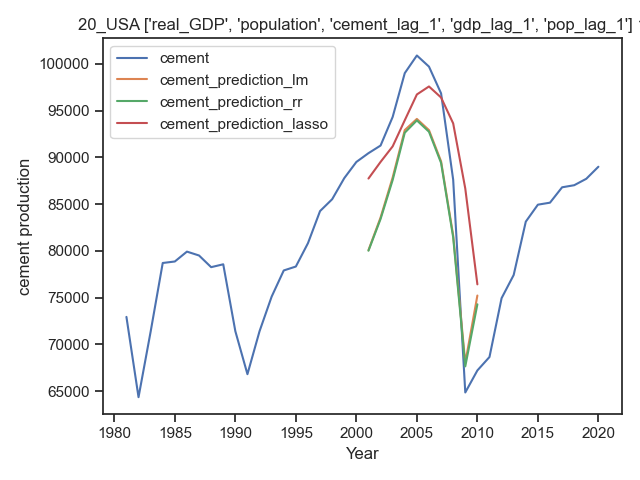 20_USA ['real_GDP', 'population', 'cement_lag_1', 'gdp_lag_1', 'pop_lag_1']
cement
cement_prediction_lm
cement_prediction_rr
cement_prediction_lasso
cement production
100000
95000
90000
85000
80000
75000
70000
65000
1980
1985
1990
1995
2000
2005
2010
2015
2020
Year